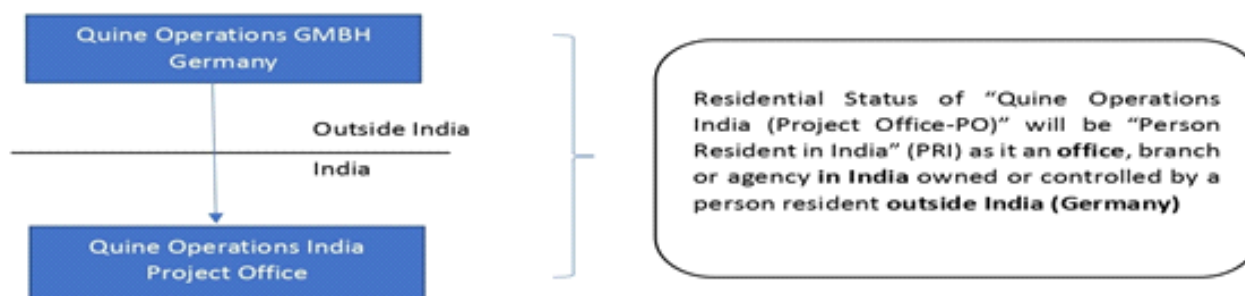 Quine Operations GMBH
Germany
Outside India
India
Quine Operations India
Project Office
Residential Status of “Quine Operations
India (Project Office-PO)” will be “Person
Resident in India” (PRI) as it an office, branch
or agency in India owned or controlled by a
person resident outside India (Germany)